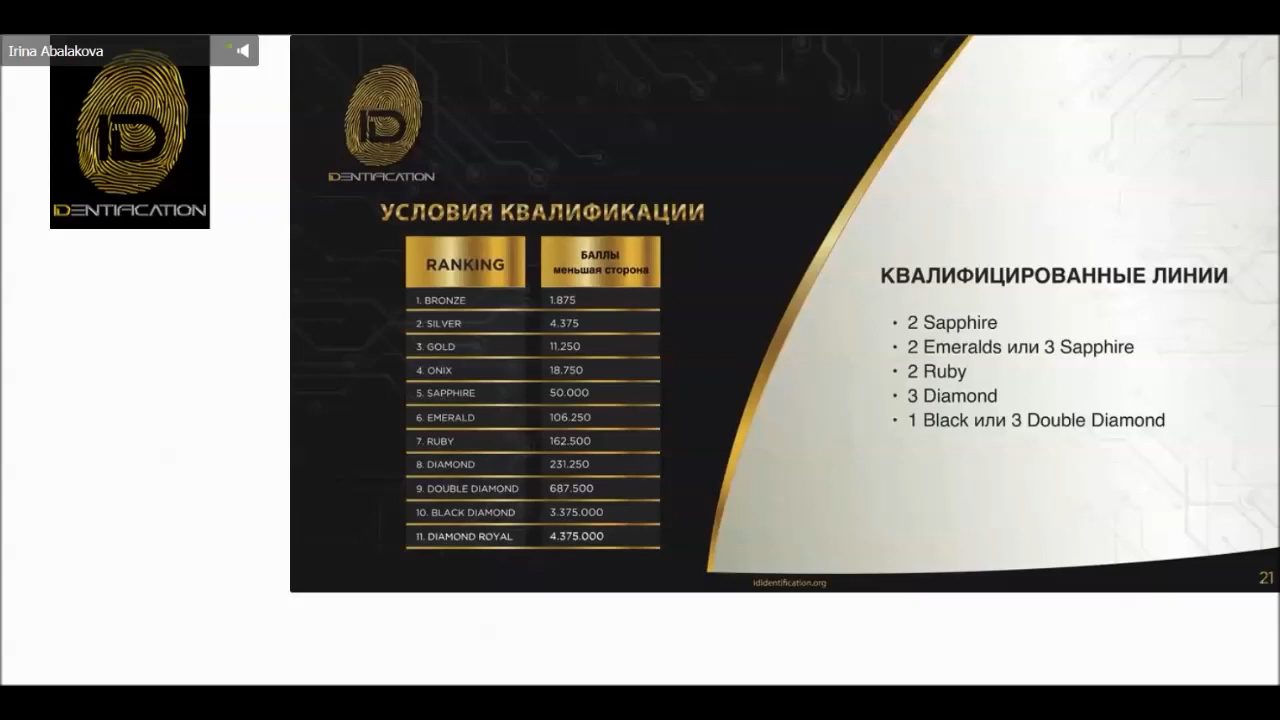 Irina Abalakova
ID
IDENTIFICATION
ID
IDENTIFICATION
УСЛОВИЯ КВАЛИФИКАЦИИ
RANKING
БАЛЛЫ
меньшая сторона
1. BRONZE 1.875
2. SILVER 4.375
3. GOLD 11.250
4. ONIX 18.750
5. SAPPHIRE 50.000
6. EMERALD 106.250
7. RUBY 162.500
8. DIAMOND 231.250
9. DOUBLE DIAMOND 687.500
10. BLACK DIAMOND 3.375.000
11. DIAMOND ROYAL 4.375.000
КВАЛИФИЦИРОВАННЫЕ ЛИНИИ
• 2 Sapphire
• 2 Emeralds или 3 Sapphire
• 2 Ruby
• 3 Diamond
• 1 Black или 3 Double Diamond
ididentification.org
21